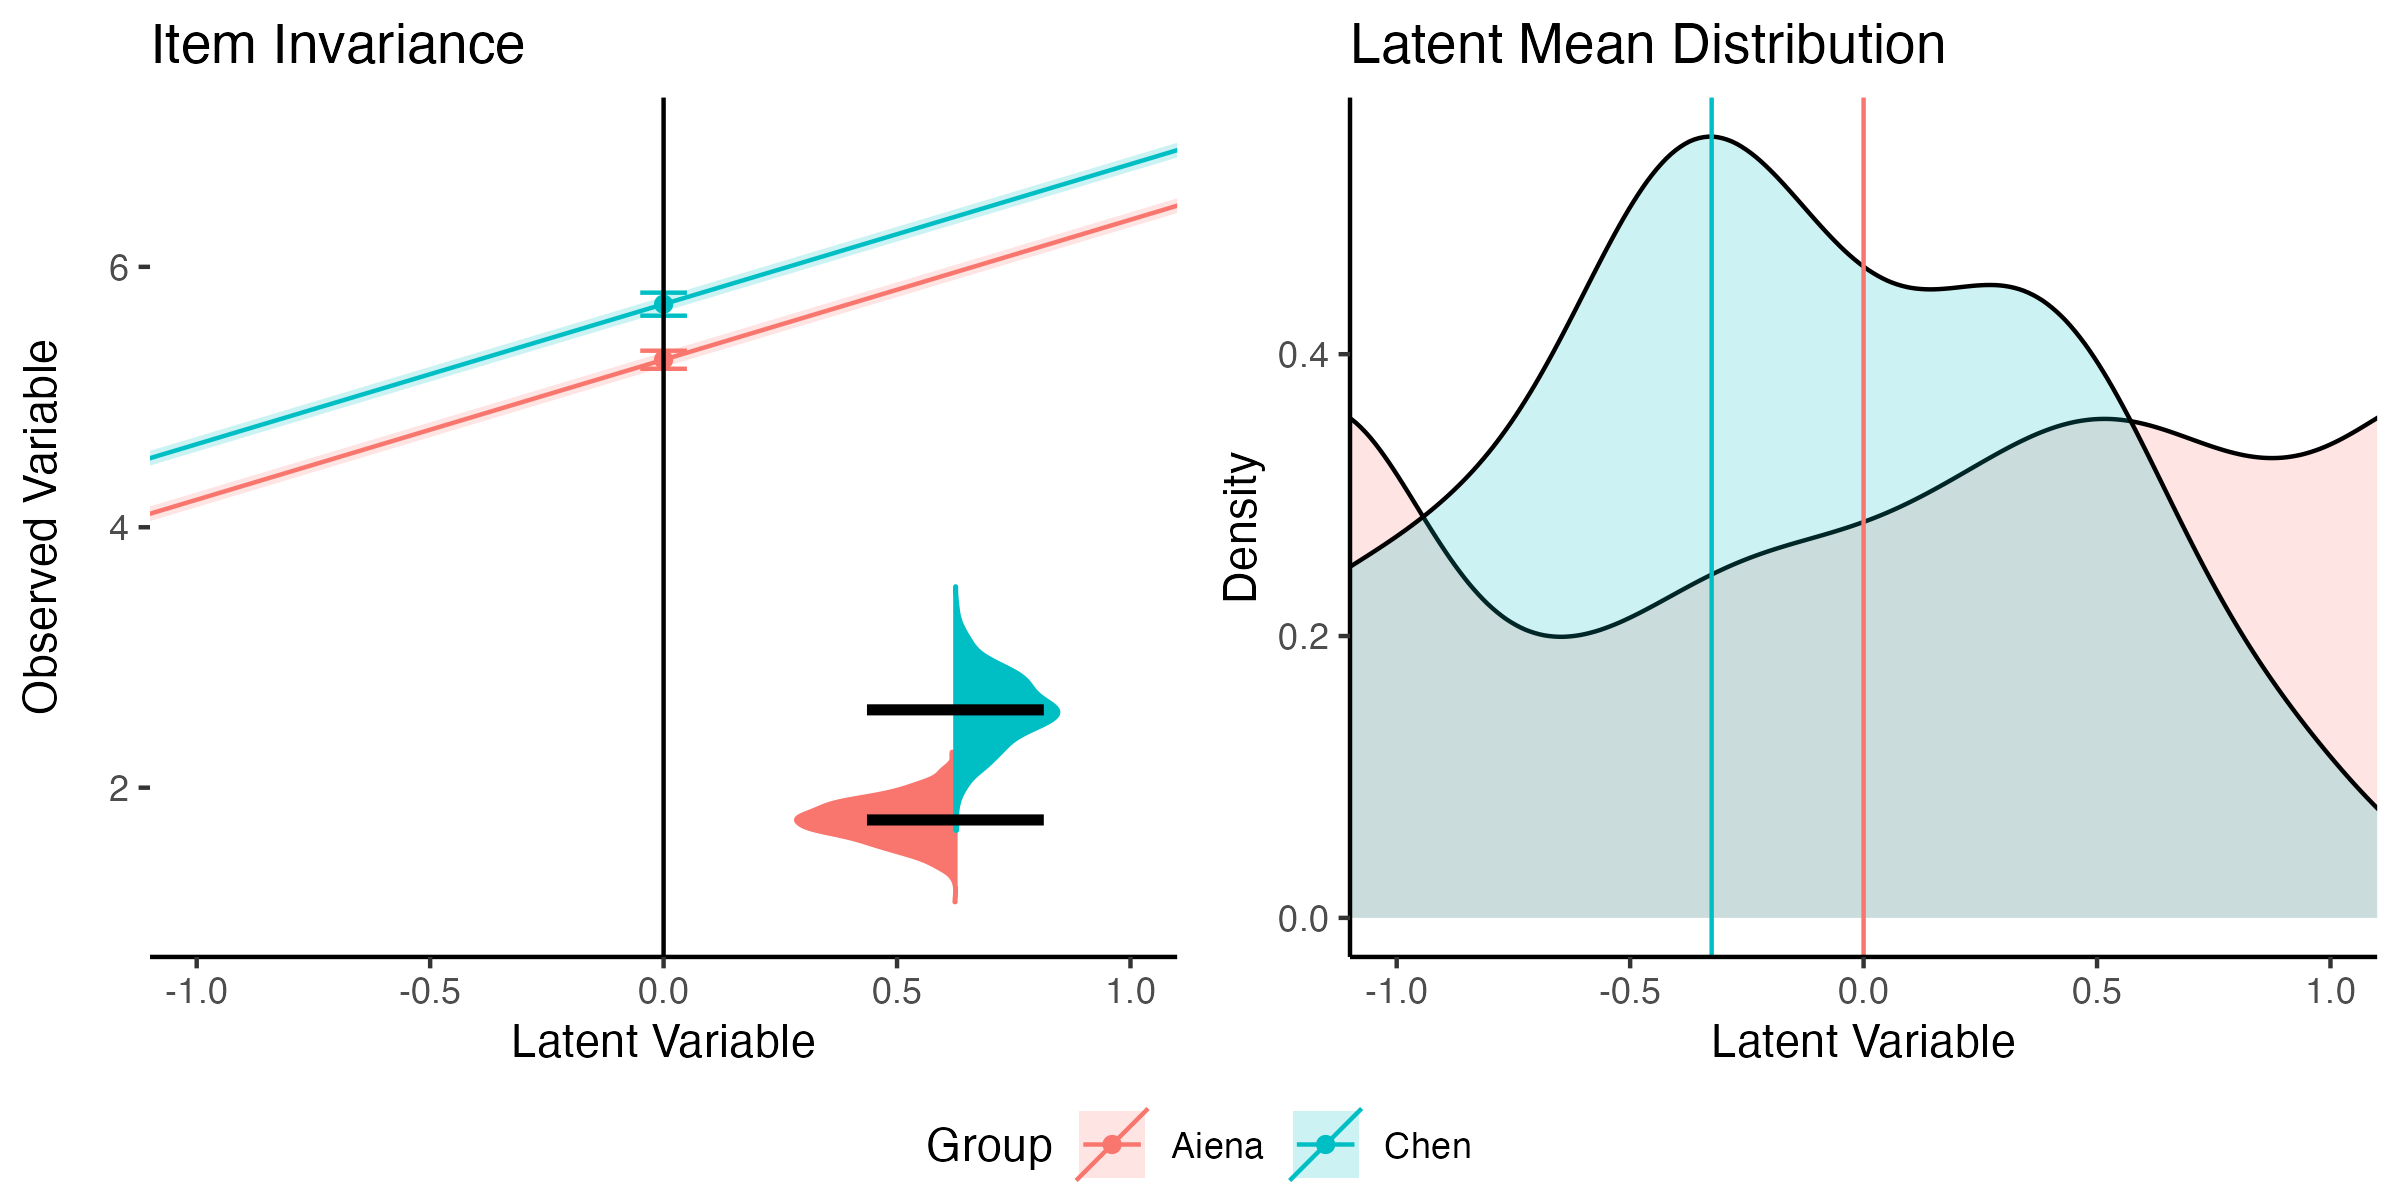 Item Invariance
Observed Variable
6
4
2
-1.0 -0.5 0.0 0.5 1.0
Latent Variable
Latent Mean Distribution
Density
0.4
0.2
0.0
-1.0 -0.5 0.0 0.5 1.0
Latent Variable
Group Aiena Chen